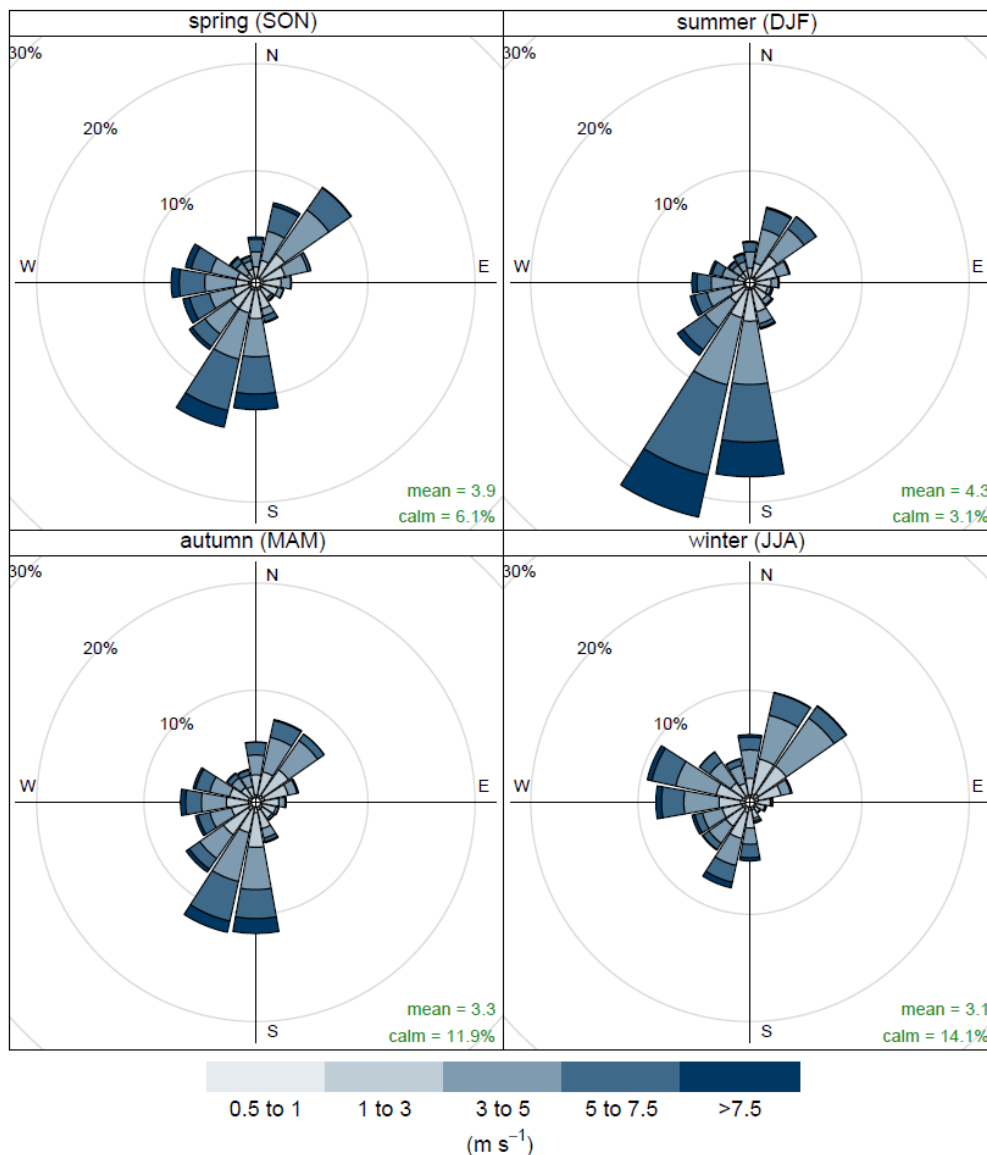 spring (SON)
summer (DJF)
30%
N
20%
10%
W
E
S
mean = 3.9
calm = 6.1%
30%
N
20%
10%
W
E
S
mean = 4.3
calm = 3.1%
autumn (MAM)
winter (JJA)
30%
N
20%
10%
W
E
S
mean = 3.3
calm = 11.9%
30%
N
20%
10%
W
E
S
mean = 3.1
calm = 14.1%
0.5 to 1 1 to 3 3 to 5 5 to 7.5 >7.5
(m s⁻¹)